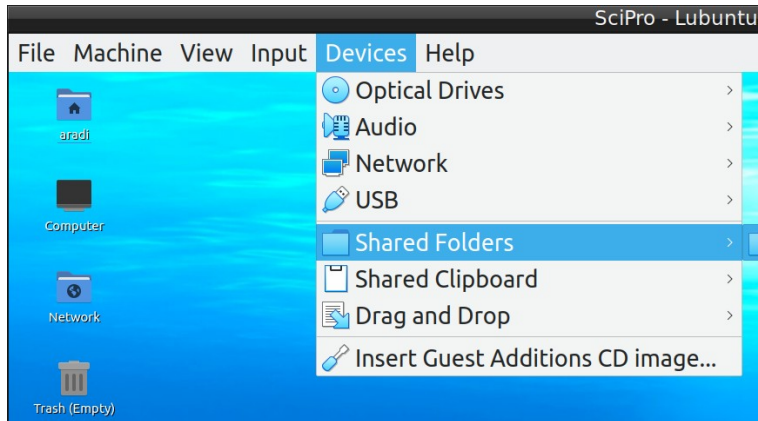 SciPro - Lubuntu
File Machine View Input Devices Help
Optical Drives
Audio
Network
USB
Shared Folders
Shared Clipboard
Drag and Drop
Insert Guest Additions CD image...
aradi
Computer
Network
Trash (Empty)